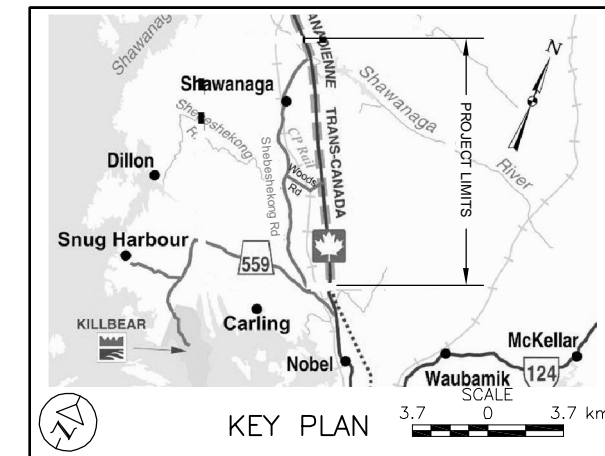 Shawanaga
CANADIENNE
TRANS-CANADA
Shawanaga
Shawanaga
River
N
PROJECT LIMITS
Shebeshekong
Dillon
CP Rail
Shebeshekong Rd
Woods
Rd
Snug Harbour
559
KILLBEAR
Carling
Nobel
McKellar
Waubamik
124
N
KEY PLAN
SCALE
3.7 0 3.7 km